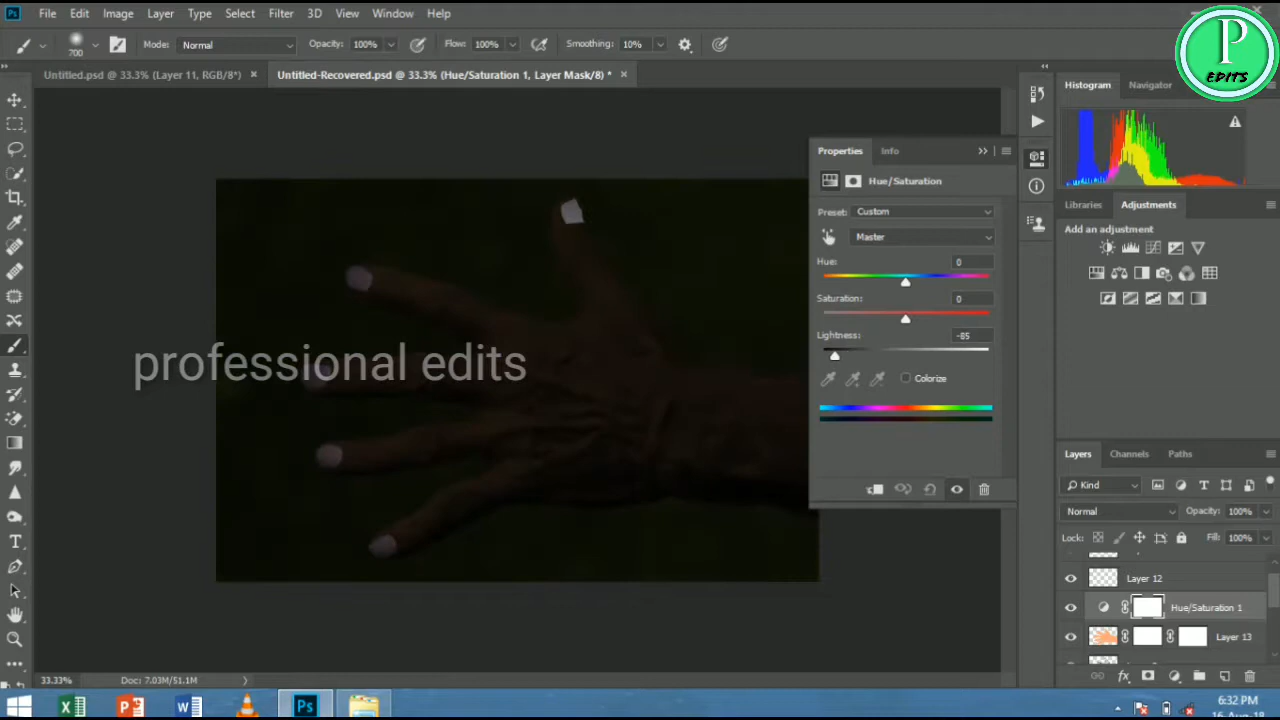 Ps File Edit Image Layer Type Select Filter 3D View Window Help
P
EDITS
700 Mode: Normal Opacity: 100% Flow: 100% Smoothing: 10%
Untitled.psd @ 33.3% (Layer 11, RGB/8*) × Untitled-Recovered.psd @ 33.3% (Hue/Saturation 1, Layer Mask/8) * ×
Histogram Navigator
Properties Info
Hue/Saturation
Preset: Custom
Master
Hue: 0
Saturation: 0
Lightness: -85
Colorize
Libraries Adjustments
Add an adjustment
professional edits
Layers Channels Paths
Kind
Normal Opacity: 100%
Lock: Fill: 100%
Layer 12
Hue/Saturation 1
Layer 13
33.33% Doc: 7.03M/51.1M
Ps
6:32 PM